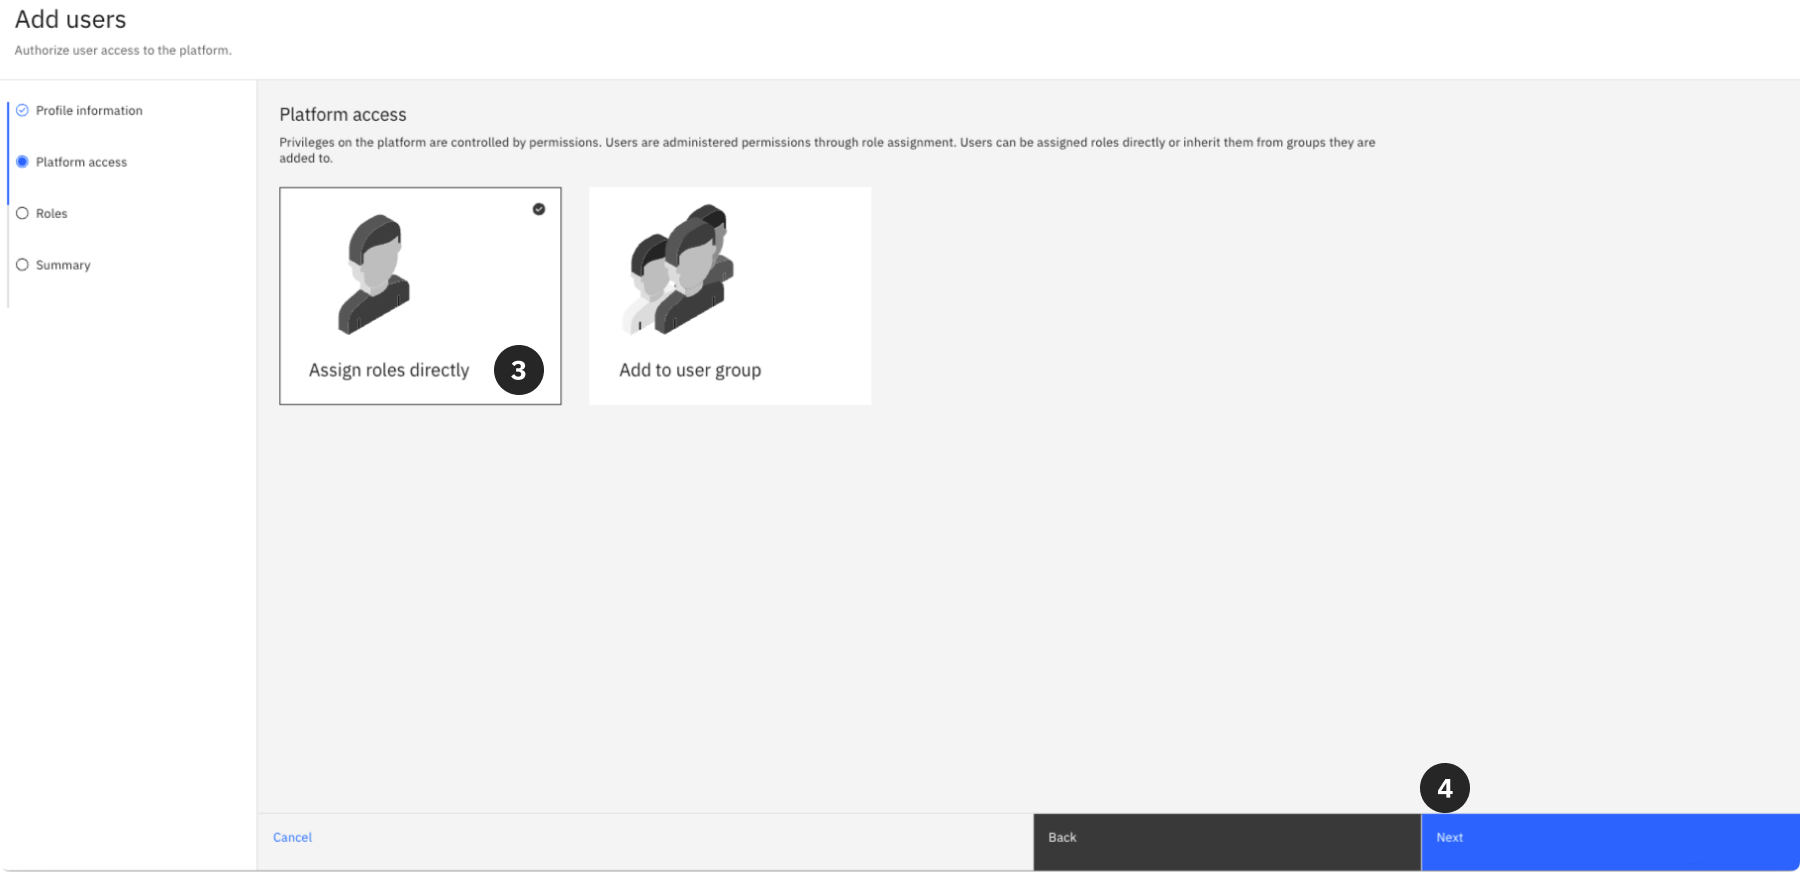 Add users
Authorize user access to the platform.
Profile information
Platform access
Roles
Summary
Platform access
Privileges on the platform are controlled by permissions. Users are administered permissions through role assignment. Users can be assigned roles directly or inherit them from groups they are
added to.
Assign roles directly
3
Add to user group
4
Cancel
Back
Next